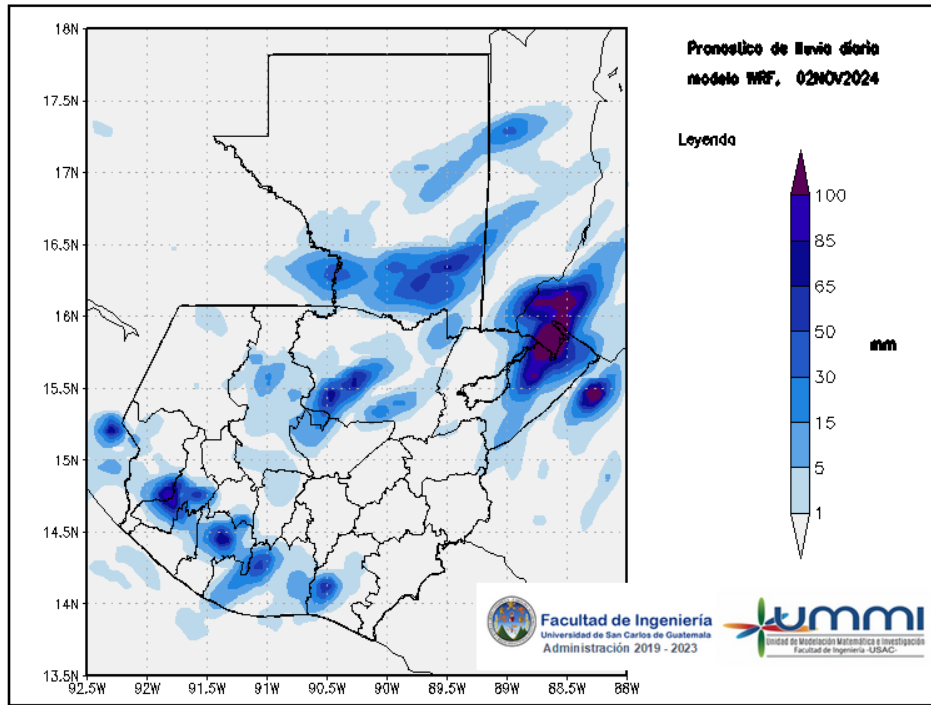 18N
17.5N
17N
16.5N
16N
15.5N
15N
14.5N
14N
13.5N
92.5W
92W
91.5W
91W
90.5W
90W
89.5W
89W
88.5W
88W
Pronostico de lluvia diaria
modelo WRF, 02NOV2024
Leyenda
100
85
65
50
30
15
5
1
mm
Facultad de Ingeniería
Universidad de San Carlos de Guatemala
Administración 2019 - 2023
ummi
Unidad de Modelación Matemática e Investigación
Facultad de Ingeniería -USAC-